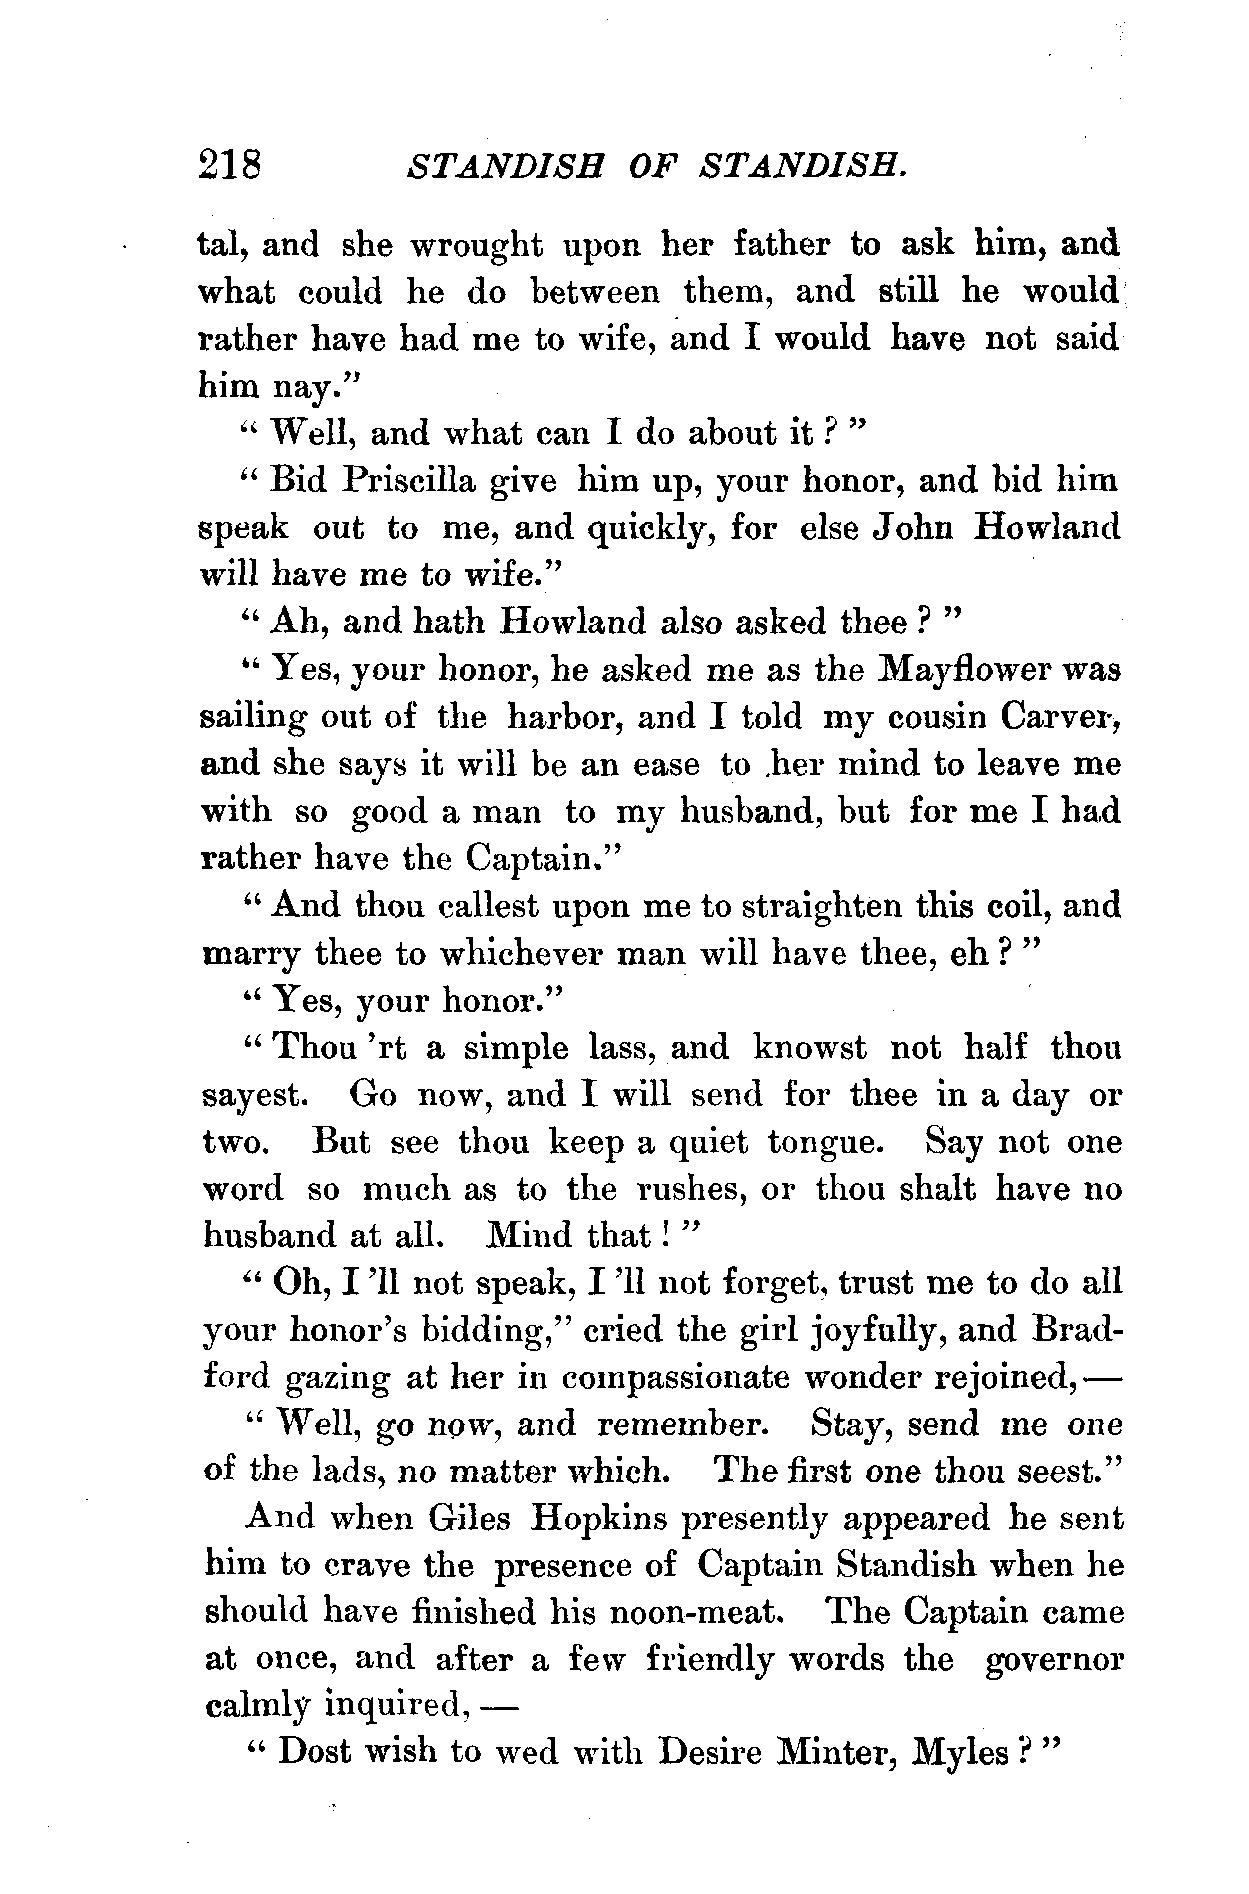 218 STANDISH OF STANDISH.
tal, and she wrought upon her father to ask him, and
what could he do between them, and still he would
rather have had me to wife, and I would have not said
him nay."
" Well, and what can I do about it ? "
" Bid Priscilla give him up, your honor, and bid him
speak out to me, and quickly, for else John Howland
will have me to wife."
" Ah, and hath Howland also asked thee ? "
" Yes, your honor, he asked me as the Mayflower was
sailing out of the harbor, and I told my cousin Carver,
and she says it will be an ease to her mind to leave me
with so good a man to my husband, but for me I had
rather have the Captain."
" And thou callest upon me to straighten this coil, and
marry thee to whichever man will have thee, eh ? "
" Yes, your honor."
" Thou 'rt a simple lass, and knowst not half thou
sayest. Go now, and I will send for thee in a day or
two. But see thou keep a quiet tongue. Say not one
word so much as to the rushes, or thou shalt have no
husband at all. Mind that ! "
" Oh, I 'll not speak, I 'll not forget, trust me to do all
your honor's bidding," cried the girl joyfully, and Brad-
ford gazing at her in compassionate wonder rejoined, —
" Well, go now, and remember. Stay, send me one
of the lads, no matter which. The first one thou seest."
And when Giles Hopkins presently appeared he sent
him to crave the presence of Captain Standish when he
should have finished his noon-meat. The Captain came
at once, and after a few friendly words the governor
calmly inquired, —
" Dost wish to wed with Desire Minter, Myles ? "